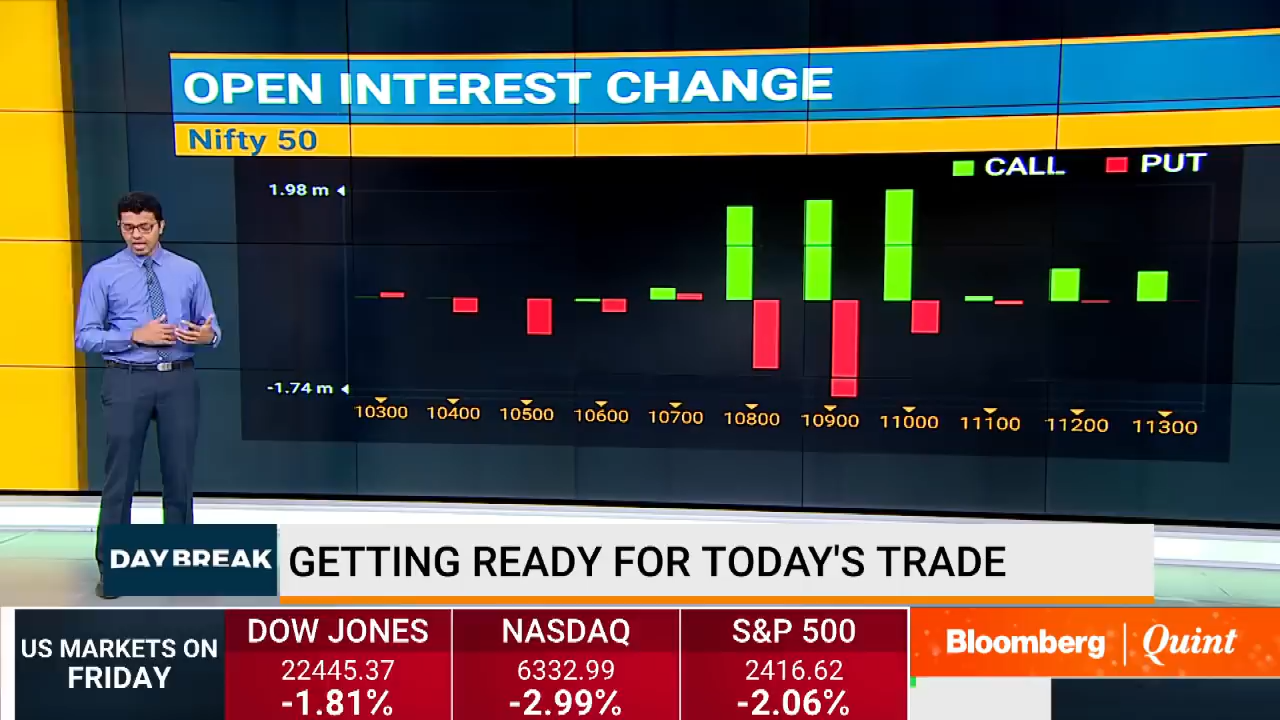 OPEN INTEREST CHANGE
Nifty 50
CALL PUT
1.98 m
-1.74 m
10300 10400 10500 10600 10700 10800 10900 11000 11100 11200 11300
DAYBREAK GETTING READY FOR TODAY'S TRADE
US MARKETS ON FRIDAY
DOW JONES
22445.37
-1.81%
NASDAQ
6332.99
-2.99%
S&P 500
2416.62
-2.06%
Bloomberg | Quint